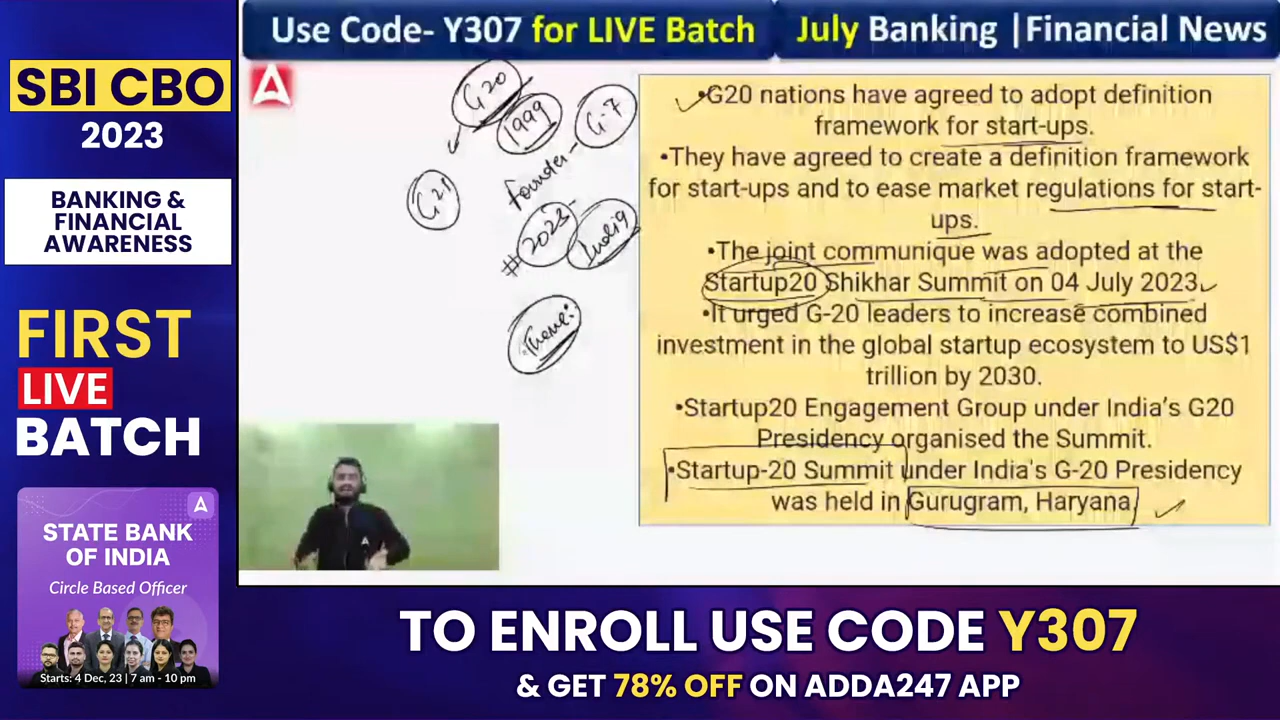 Use Code- Y307 for LIVE Batch
July Banking |Financial News
SBI CBO
2023
BANKING &
FINANCIAL
AWARENESS
FIRST
LIVE
BATCH
STATE BANK
OF INDIA
Circle Based Officer
Starts: 4 Dec, 23 | 7 am - 10 pm
G20
1999
G-7
Founder-
G21
# 2023-
India
Theme:
•G20 nations have agreed to adopt definition
framework for start-ups.
•They have agreed to create a definition framework
for start-ups and to ease market regulations for start-
ups.
•The joint communique was adopted at the
Startup20 Shikhar Summit on 04 July 2023.
•It urged G-20 leaders to increase combined
investment in the global startup ecosystem to US$1
trillion by 2030.
•Startup20 Engagement Group under India's G20
Presidency organised the Summit.
•Startup-20 Summit under India's G-20 Presidency
was held in Gurugram, Haryana
TO ENROLL USE CODE Y307
& GET 78% OFF ON ADDA247 APP